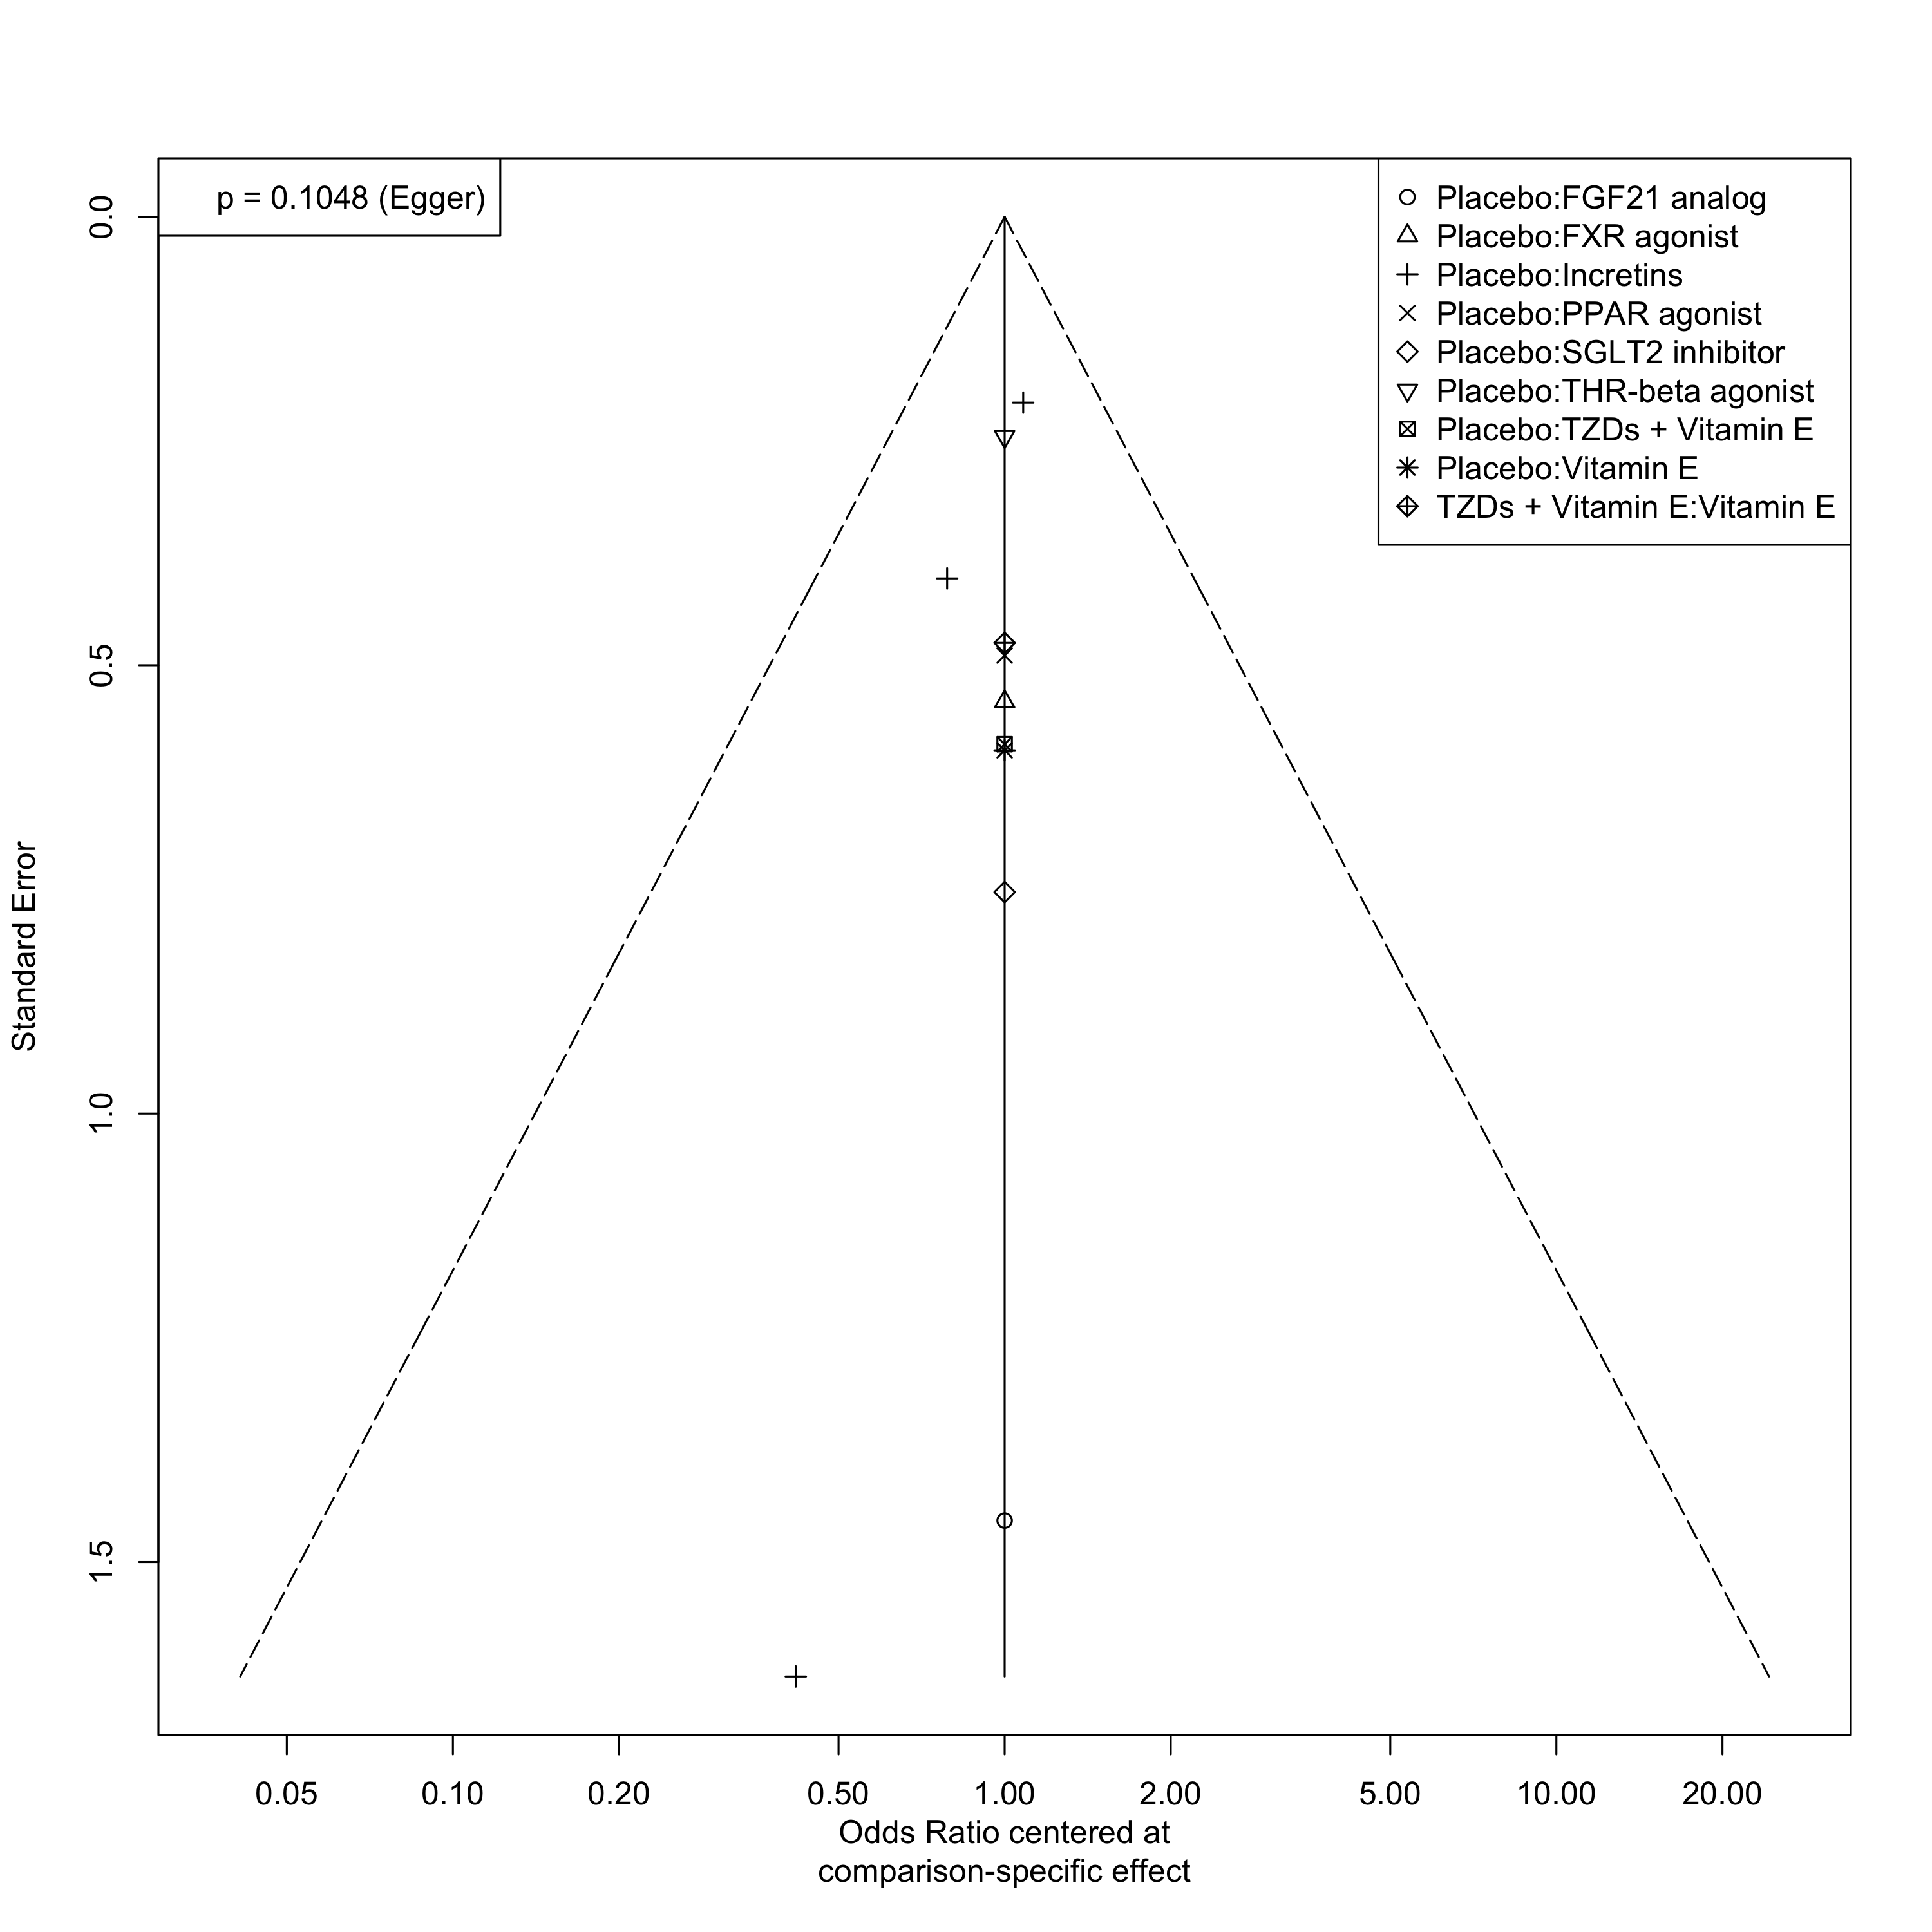 p = 0.1048 (Egger)
Placebo:FGF21 analog
Placebo:FXR agonist
Placebo:Incretins
Placebo:PPAR agonist
Placebo:SGLT2 inhibitor
Placebo:THR-beta agonist
Placebo:TZDs + Vitamin E
Placebo:Vitamin E
TZDs + Vitamin E:Vitamin E
Standard Error
0.0
0.5
1.0
1.5
0.05 0.10 0.20 0.50 1.00 2.00 5.00 10.00 20.00
Odds Ratio centered at
comparison-specific effect